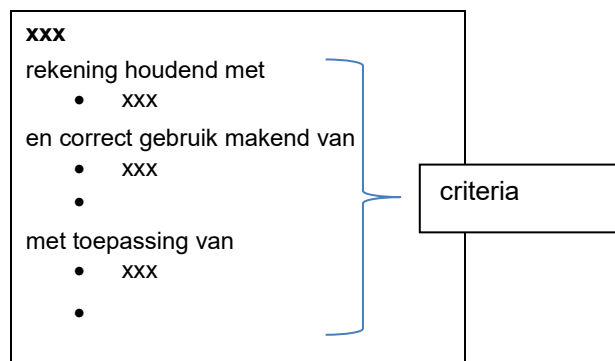 xxx
rekening houdend met
• xxx
en correct gebruik makend van
• xxx
•
criteria
met toepassing van
• xxx
•